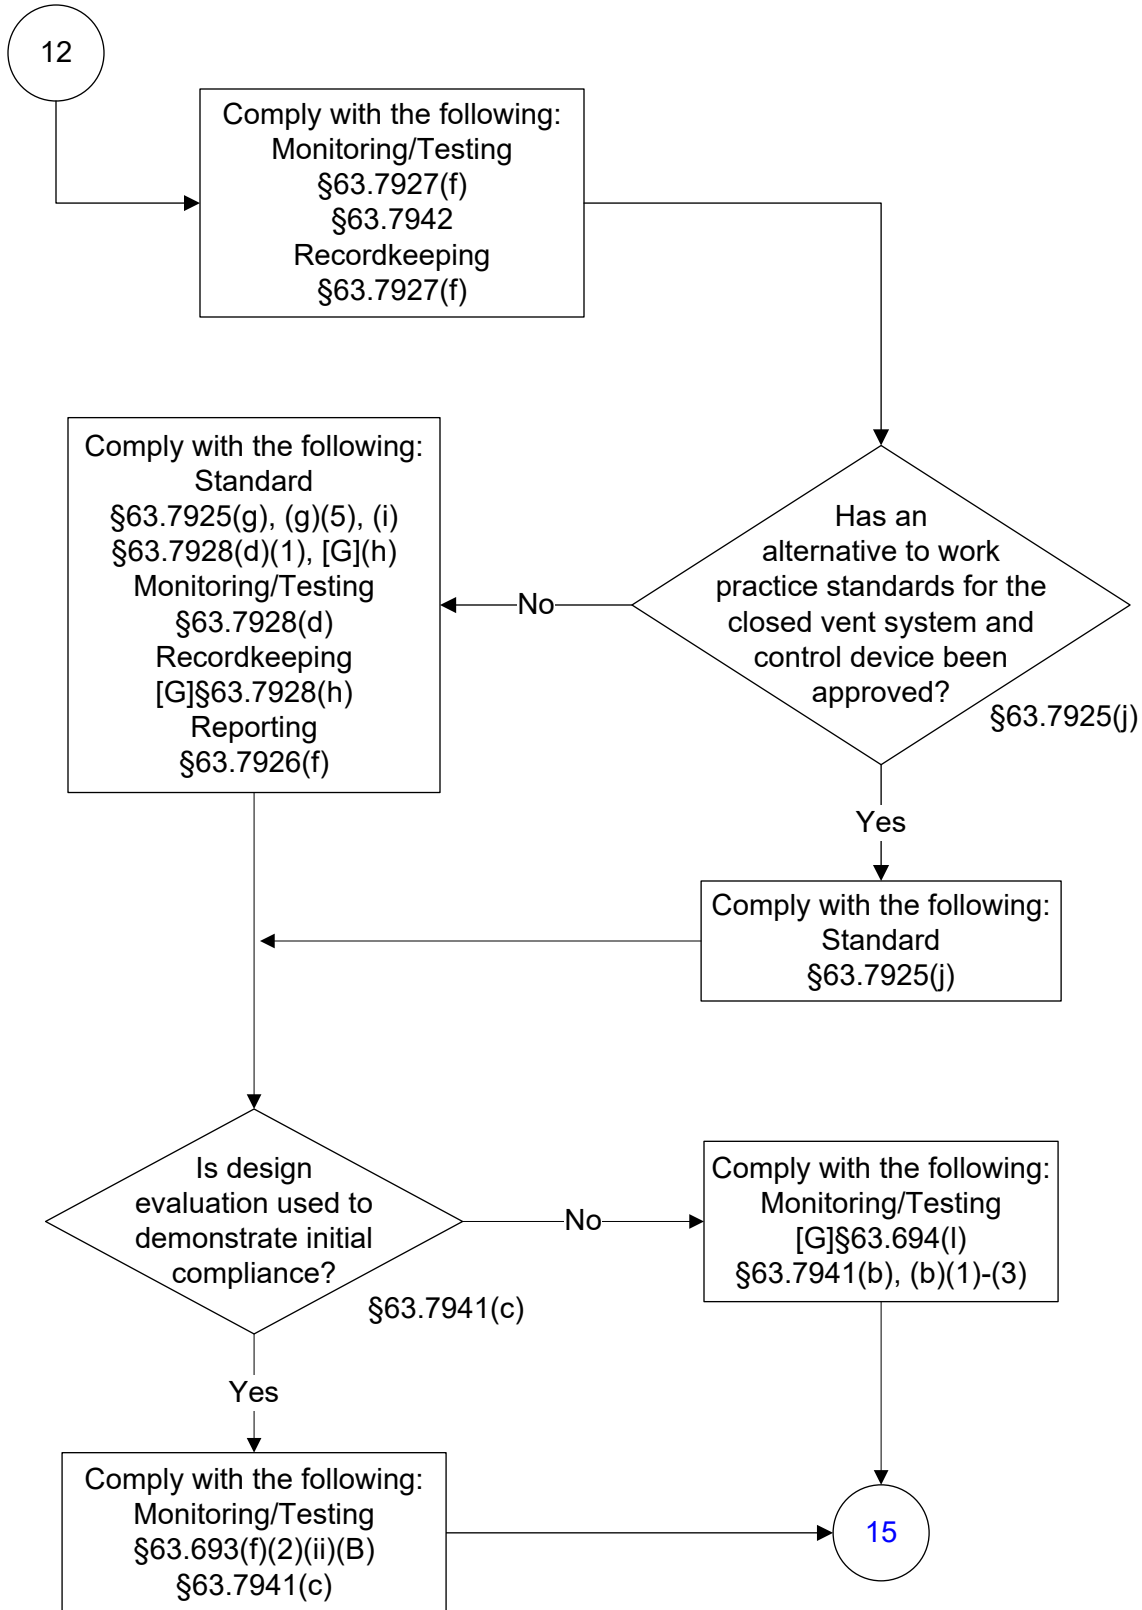 12
Comply with the following:
Monitoring/Testing
§63.7927(f)
§63.7942
Recordkeeping
§63.7927(f)
Has an
alternative to work
practice standards for the
closed vent system and
control device been
approved?
§63.7925(j)
No
Comply with the following:
Standard
§63.7925(g), (g)(5), (i)
§63.7928(d)(1), [G](h)
Monitoring/Testing
§63.7928(d)
Recordkeeping
[G]§63.7928(h)
Reporting
§63.7926(f)
Yes
Comply with the following:
Standard
§63.7925(j)
Is design
evaluation used to
demonstrate initial
compliance?
§63.7941(c)
No
Comply with the following:
Monitoring/Testing
[G]§63.694(l)
§63.7941(b), (b)(1)-(3)
Yes
Comply with the following:
Monitoring/Testing
§63.693(f)(2)(ii)(B)
§63.7941(c)
15